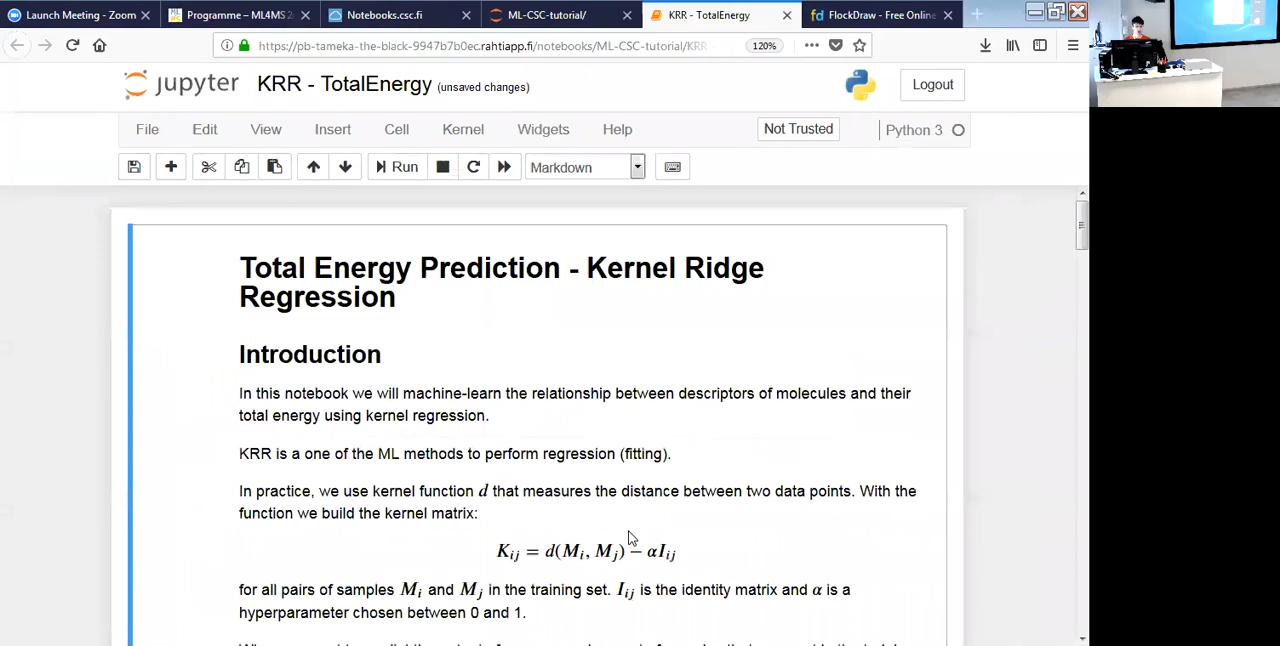 Launch Meeting - Zoom
Programme – ML4MS 2
Notebooks.csc.fi
ML-CSC-tutorial/
KRR - TotalEnergy
fd FlockDraw - Free Online
https://pb-tameka-the-black-9947b7b0ec.rahtiapp.fi/notebooks/ML-CSC-tutorial/KRR
120%
jupyter KRR - TotalEnergy (unsaved changes)
Logout
File Edit View Insert Cell Kernel Widgets Help
Not Trusted
Python 3
Run
Markdown
Total Energy Prediction - Kernel Ridge
Regression
Introduction
In this notebook we will machine-learn the relationship between descriptors of molecules and their
total energy using kernel regression.
KRR is a one of the ML methods to perform regression (fitting).
In practice, we use kernel function d that measures the distance between two data points. With the
function we build the kernel matrix:
K_ij = d(M_i, M_j) − αI_ij
for all pairs of samples M_i and M_j in the training set. I_ij is the identity matrix and α is a
hyperparameter chosen between 0 and 1.